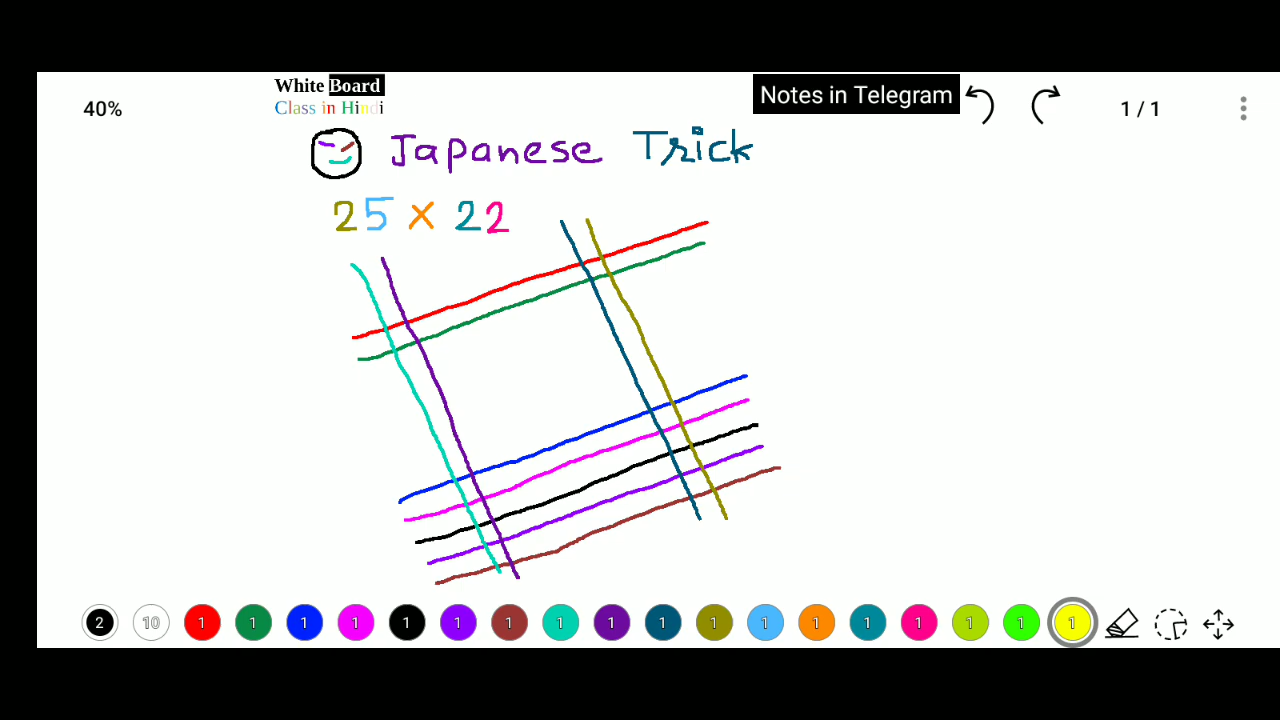 White Board
Class in Hindi
40%
Notes in Telegram
1 / 1
Japanese Trick
25 × 22
2 10 1 1 1 1 1 1 1 1 1 1 1 1 1 1 1 1 1 1